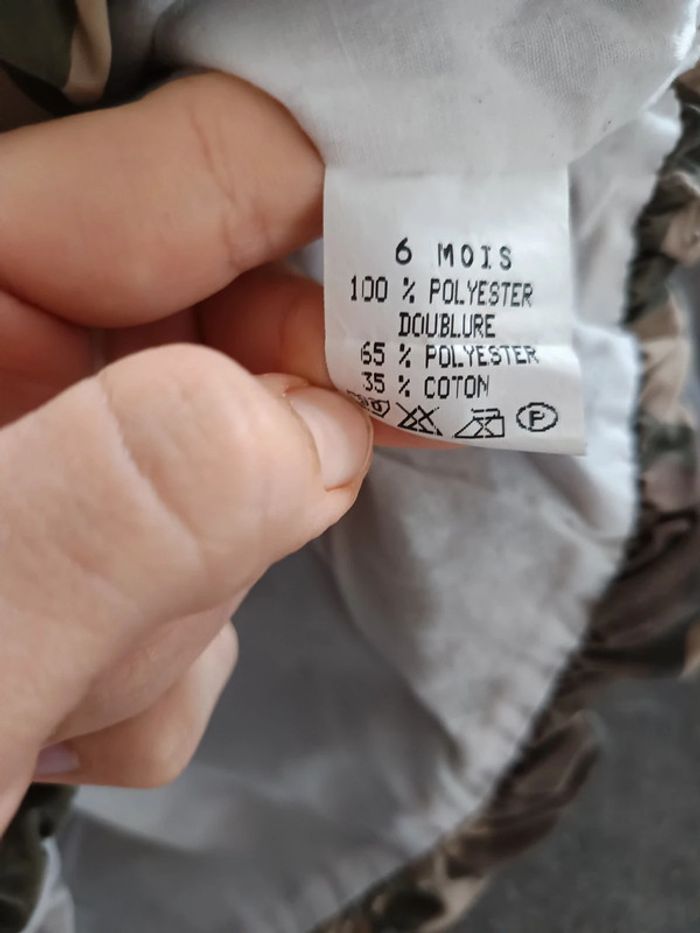 6 MOIS
100 % POLYESTER
DOUBLURE
65 % POLYESTER
35 % COTON
P